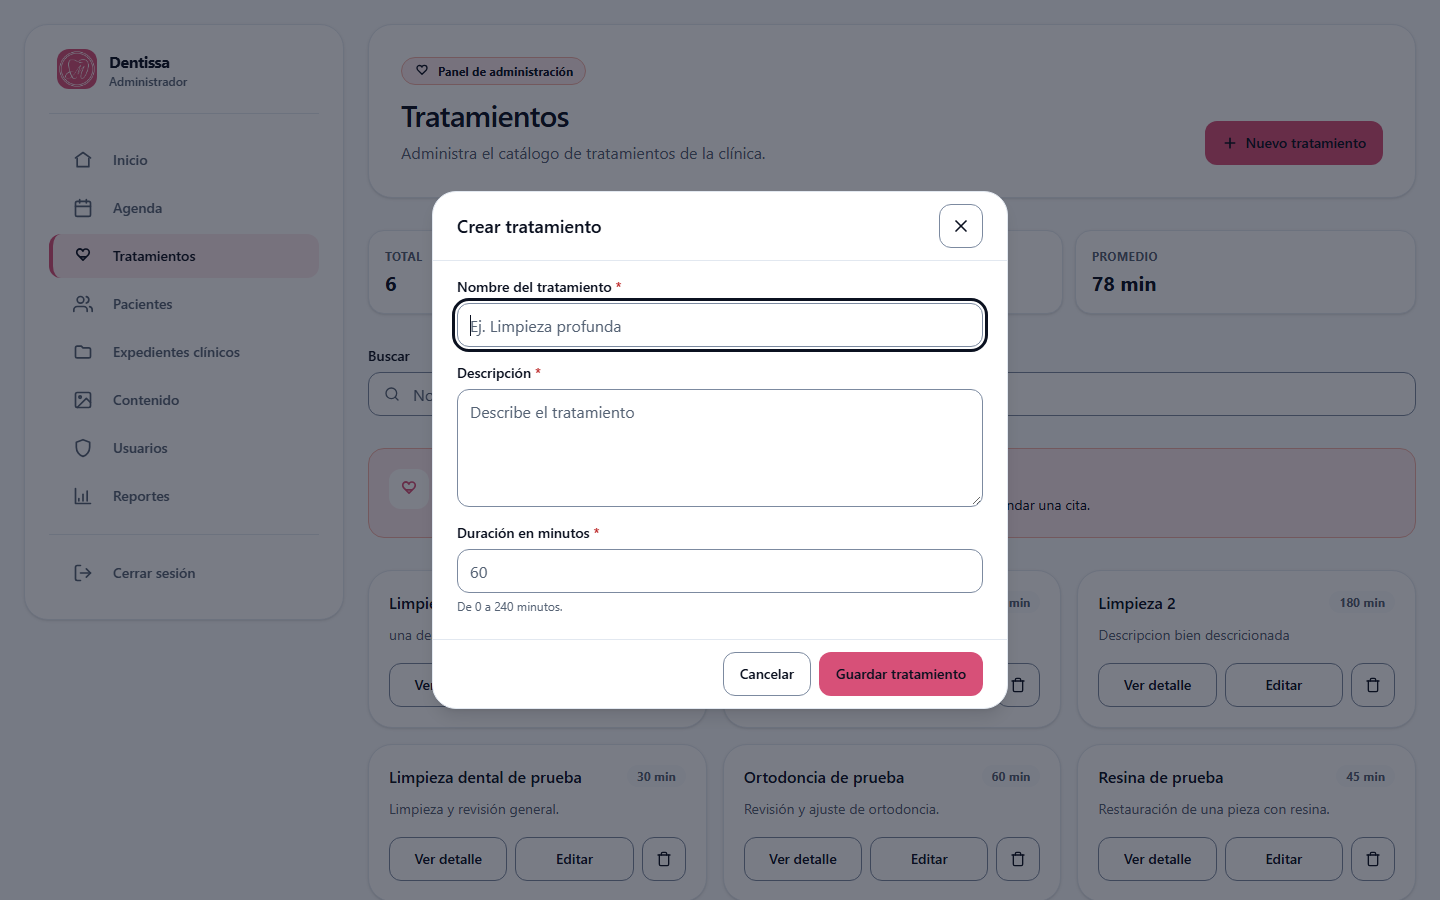 Dentissa
Administrador
Inicio
Agenda
Tratamientos
Pacientes
Expedientes clínicos
Contenido
Usuarios
Reportes
Cerrar sesión
Panel de administración
Tratamientos
Administra el catálogo de tratamientos de la clínica.
+ Nuevo tratamiento
TOTAL
6
PROMEDIO
78 min
Buscar
Crear tratamiento
Nombre del tratamiento *
Ej. Limpieza profunda
Descripción *
Describe el tratamiento
Duración en minutos *
60
De 0 a 240 minutos.
Cancelar
Guardar tratamiento
una cita.
min
Limpieza 2
180 min
Descripcion bien descricionada
Ver detalle
Editar
Limpieza dental de prueba
30 min
Limpieza y revisión general.
Ver detalle
Editar
Ortodoncia de prueba
60 min
Revisión y ajuste de ortodoncia.
Ver detalle
Editar
Resina de prueba
45 min
Restauración de una pieza con resina.
Ver detalle
Editar